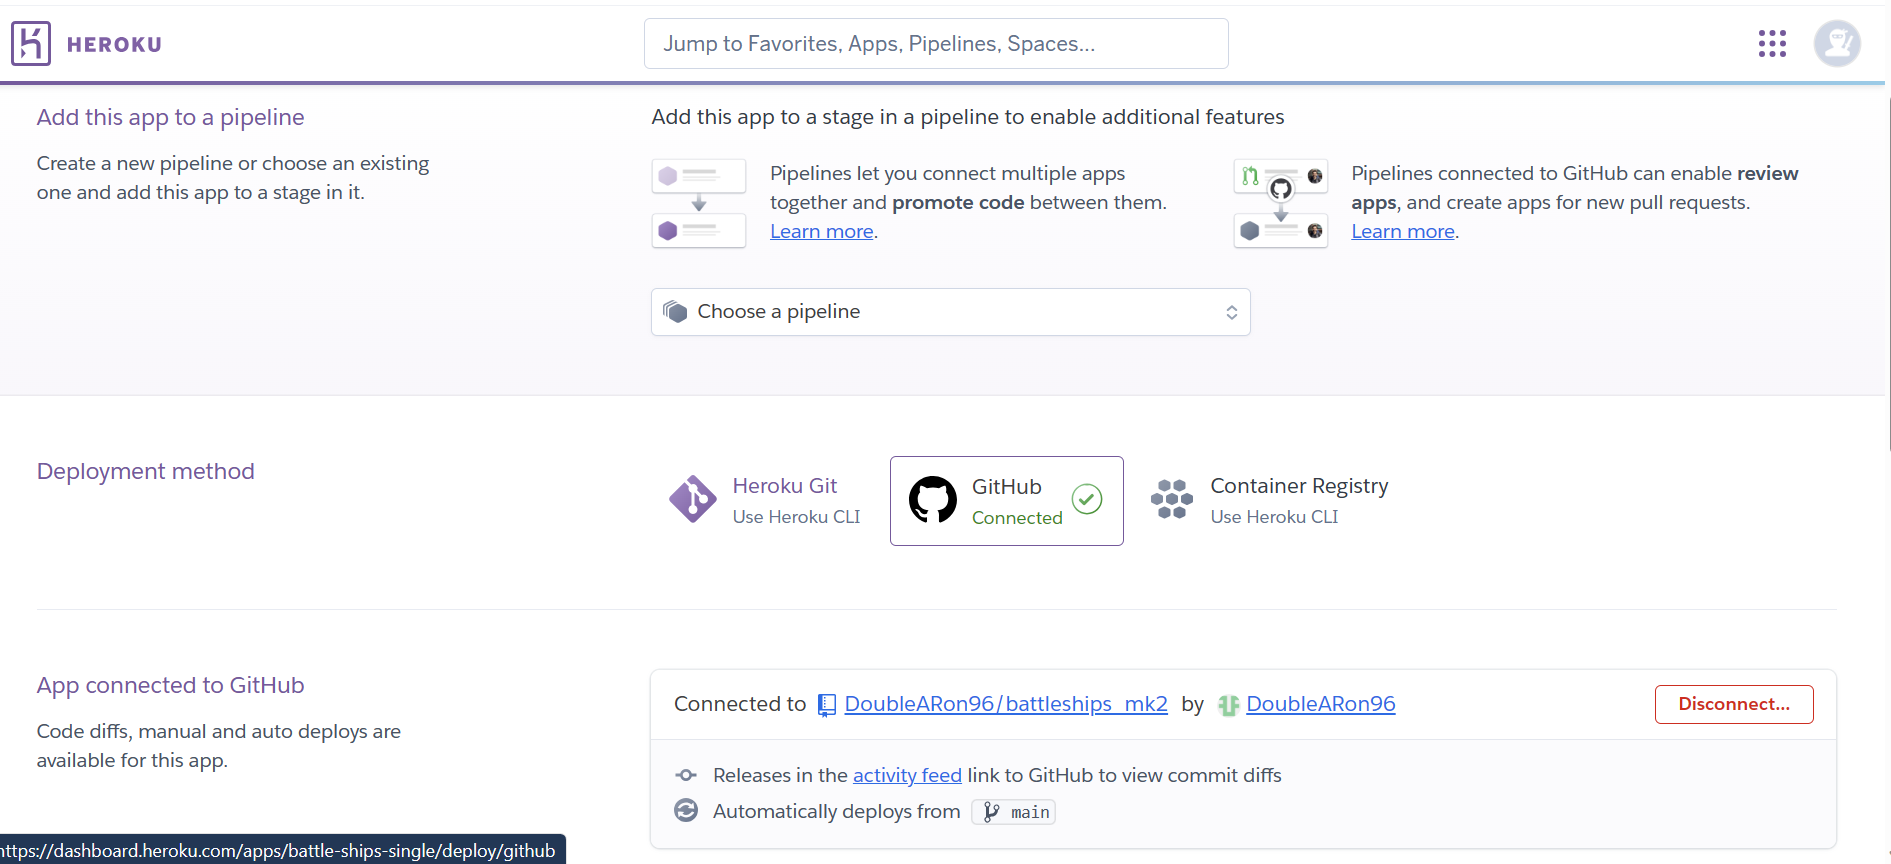 HEROKU
Jump to Favorites, Apps, Pipelines, Spaces...
Add this app to a pipeline
Create a new pipeline or choose an existing
one and add this app to a stage in it.
Add this app to a stage in a pipeline to enable additional features
Pipelines let you connect multiple apps
together and promote code between them.
Learn more.
Pipelines connected to GitHub can enable review
apps, and create apps for new pull requests.
Learn more.
Choose a pipeline
Deployment method
Heroku Git
Use Heroku CLI
GitHub
Connected
Container Registry
Use Heroku CLI
App connected to GitHub
Code diffs, manual and auto deploys are
available for this app.
Connected to DoubleARon96/battleships_mk2 by DoubleARon96
Disconnect...
Releases in the activity feed link to GitHub to view commit diffs
Automatically deploys from main
https://dashboard.heroku.com/apps/battle-ships-single/deploy/github